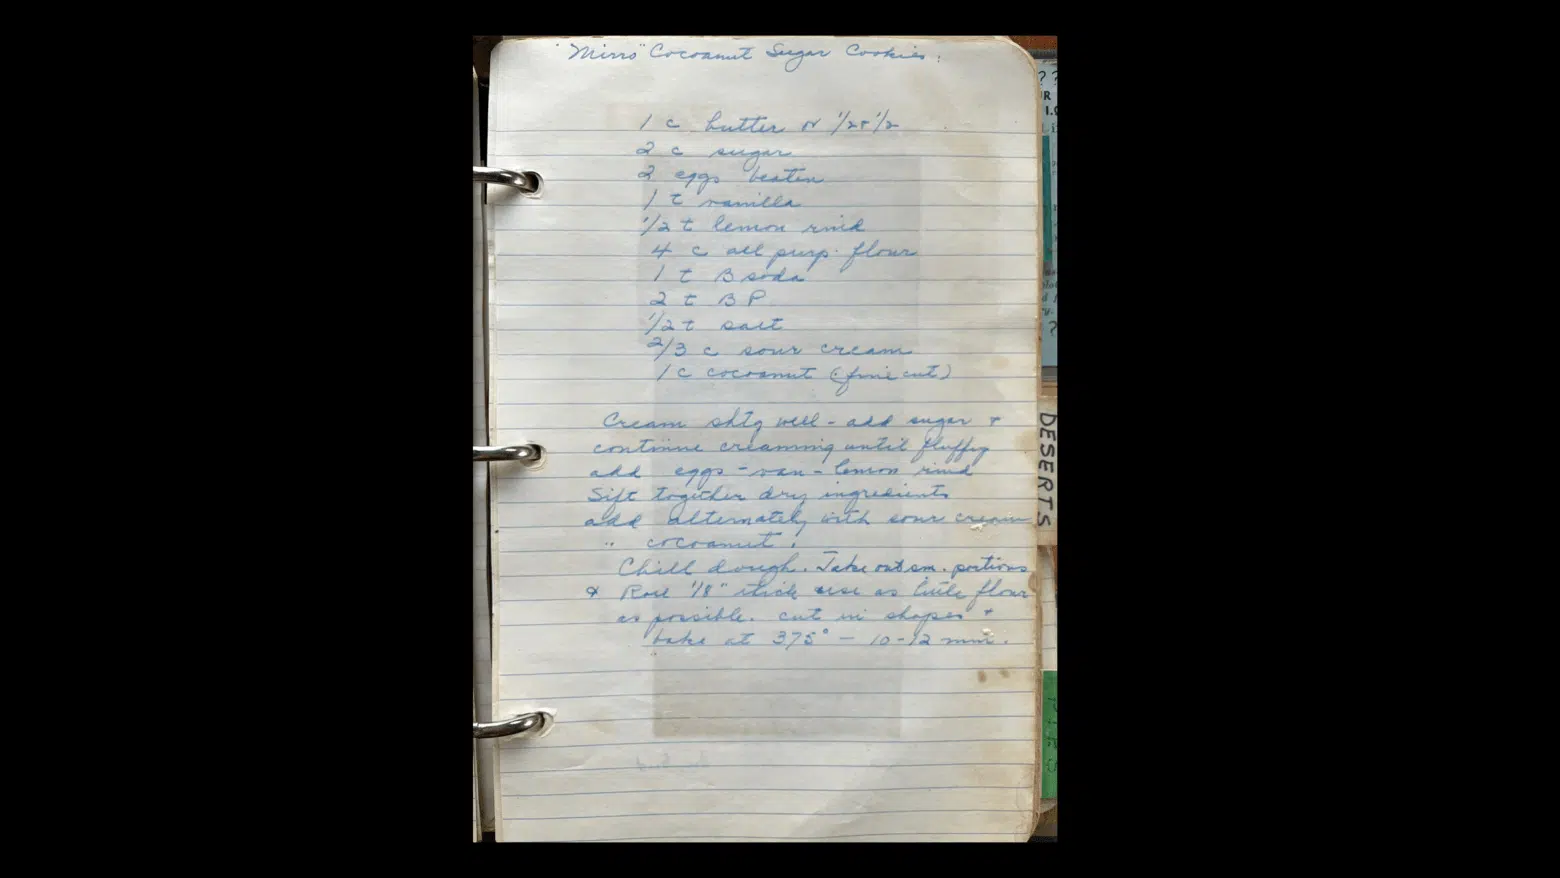 "Mirro" Cocoanut Sugar Cookies.
1 c butter or 1/2 + 1/2
2 c sugar
2 eggs beaten
1 t vanilla
1/2 t lemon rind
4 c all purp. flour
1 t B soda
2 t B P
1/2 t salt
2/3 c sour cream
1 c cocoanut (fine cut)
Cream shtg well - add sugar +
continue creaming until fluffy
add eggs - van - lemon rind
Sift together dry ingredients
add alternately with sour cream
" cocoanut.
Chill dough. Take out sm. portions
& Roll 1/8" thick use as little flour
as possible. cut in shapes +
bake at 375° - 10-12 min.
DESERTS